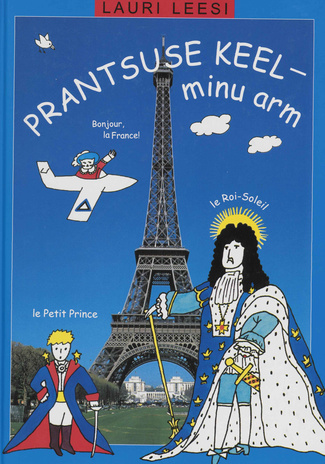 LAURI LEESI
PRANTSUSE KEEL –
minu arm
Bonjour,
la France!
le Roi-Soleil
le Petit Prince